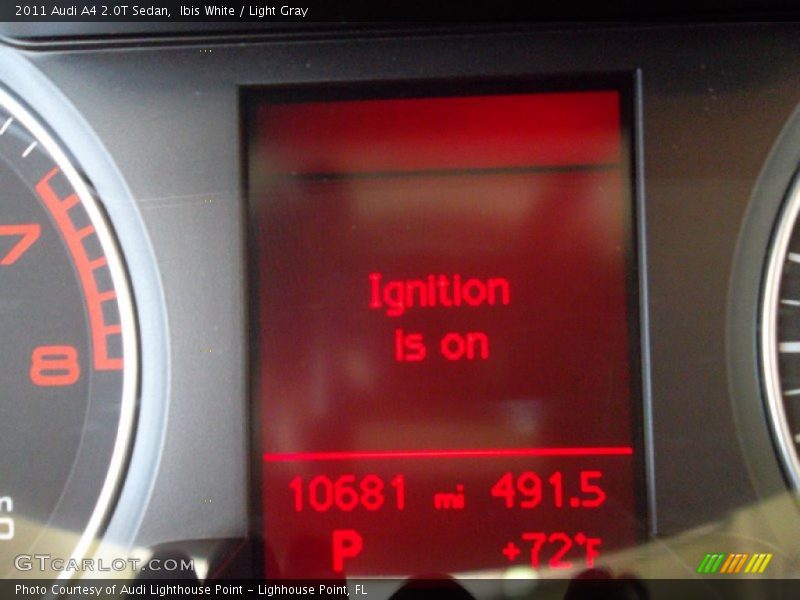 2011 Audi A4 2.0T Sedan,  Ibis White / Light Gray
7
8
Ignition
is on
10681 mi 491.5
P +72°F
GTCARLOT.COM
Photo Courtesy of Audi Lighthouse Point - Lighhouse Point, FL